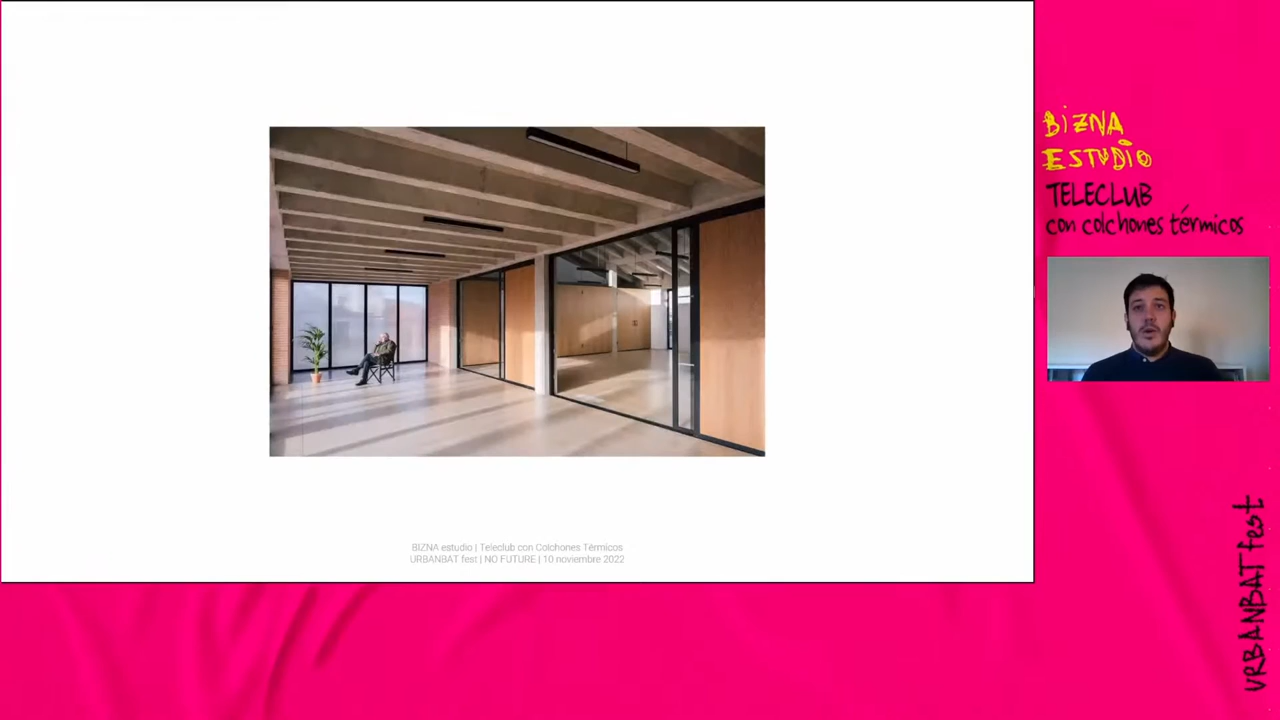 BIZNA
ESTUDIO
TELECLUB
con colchones térmicos
BIZNA estudio | Teleclub con Colchones Térmicos
URBANBAT fest | NO FUTURE | 10 noviembre 2022
URBANBAT fest